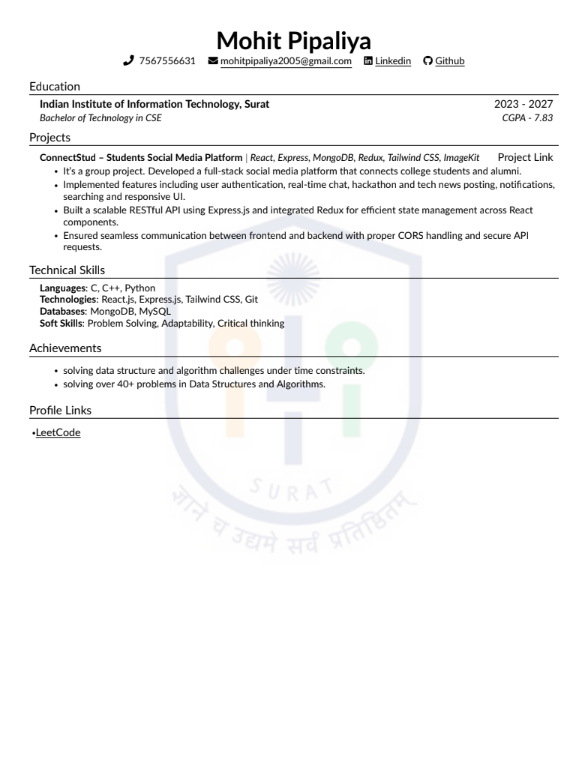 Mohit Pipaliya
7567556631 mohitpipaliya2005@gmail.com Linkedin Github
Education
Indian Institute of Information Technology, Surat 2023 - 2027
Bachelor of Technology in CSE CGPA - 7.83
Projects
ConnectStud – Students Social Media Platform | React, Express, MongoDB, Redux, Tailwind CSS, ImageKit Project Link
• It's a group project. Developed a full-stack social media platform that connects college students and alumni.
• Implemented features including user authentication, real-time chat, hackathon and tech news posting, notifications,
searching and responsive UI.
• Built a scalable RESTful API using Express.js and integrated Redux for efficient state management across React
components.
• Ensured seamless communication between frontend and backend with proper CORS handling and secure API
requests.
Technical Skills
Languages: C, C++, Python
Technologies: React.js, Express.js, Tailwind CSS, Git
Databases: MongoDB, MySQL
Soft Skills: Problem Solving, Adaptability, Critical thinking
Achievements
• solving data structure and algorithm challenges under time constraints.
• solving over 40+ problems in Data Structures and Algorithms.
Profile Links
•LeetCode
SURAT
ज्ञाने च उद्यमे सर्वं प्रतिष्ठितम्